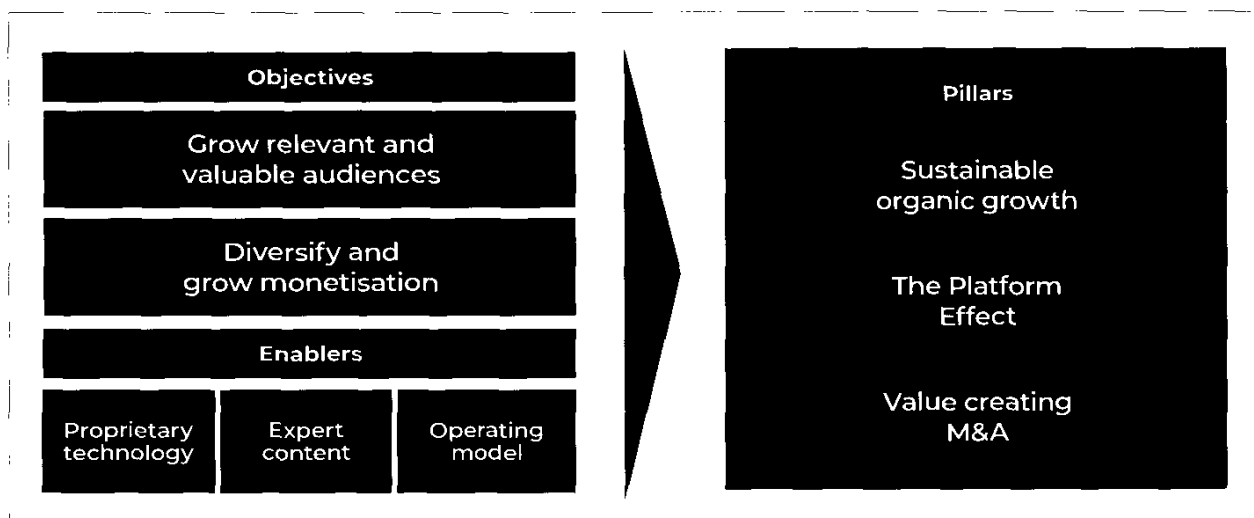 Objectives
Grow relevant and
valuable audiences
Diversify and
grow monetisation
Enablers
Proprietary
technology
Expert
content
Operating
model
Pillars
Sustainable
organic growth
The Platform
Effect
Value creating
M&A